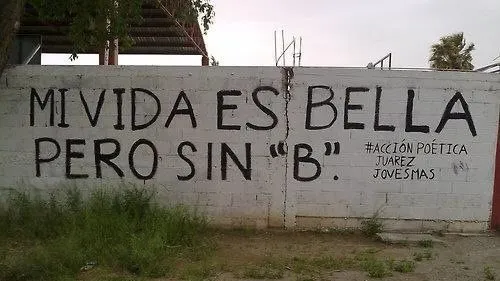 MI VIDA ES BELLA
PERO SIN "B".
#ACCIÓN POÉTICA
JUAREZ
JOVESMAS